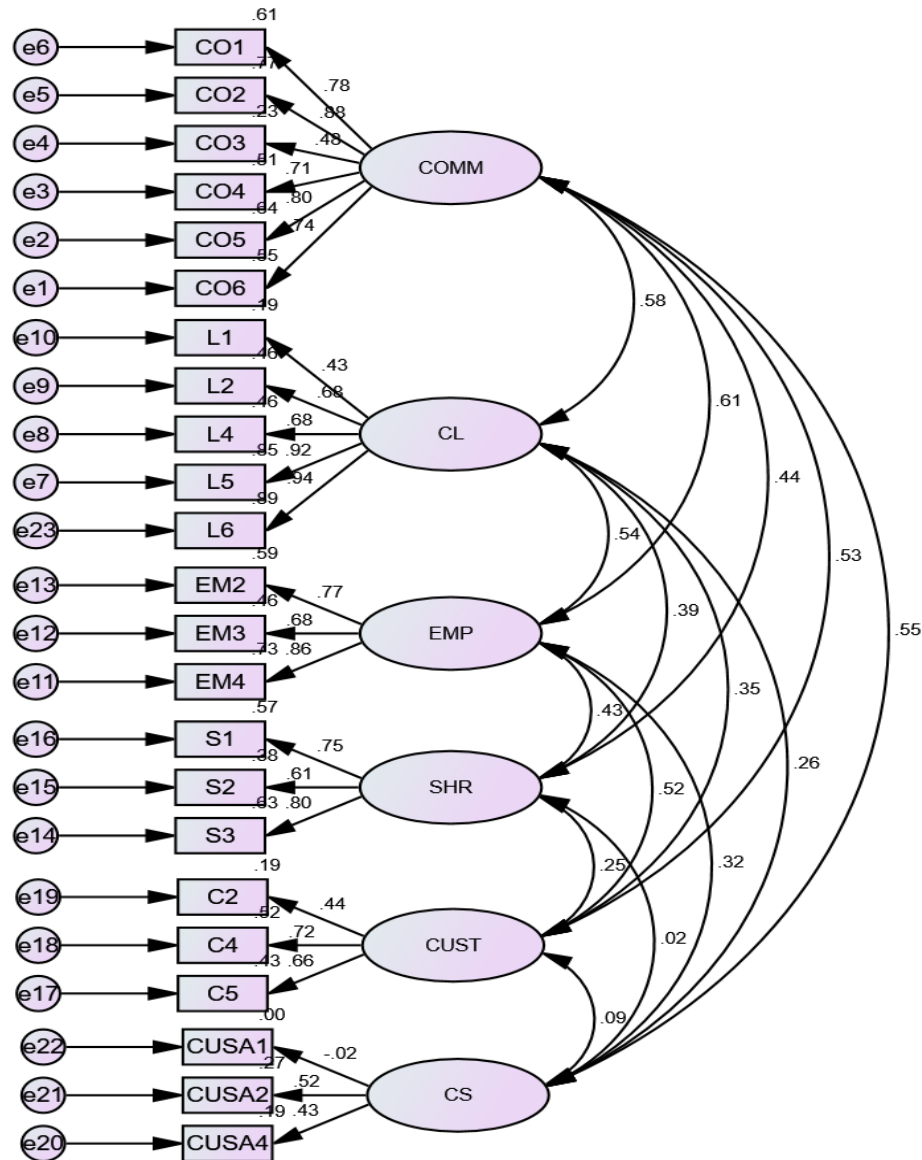 .61
e6 CO1
.77 .78
e5 CO2
.23 .88
e4 CO3 .48
.51 .71 COMM
e3 CO4
.64 .80
e2 CO5 .74
.55
e1 CO6
.19 .58
e10 L1
.46 .43
e9 L2 .68
.46 .61
e8 L4 .68 CL
.85 .92 .44
e7 L5 .94
.89
e23 L6
.59 .54 .53
e13 EM2 .77
.46 .39
e12 EM3 .68 EMP .55
.73 .86
e11 EM4
.57 .43 .35
e16 S1 .75
.38 .26
e15 S2 .61 SHR .52
.63 .80
e14 S3
.19 .25 .32
e19 C2 .44
.52
e18 C4 .72 CUST .02
.43 .66
e17 C5
.00 .09
e22 CUSA1 -.02
.27
e21 CUSA2 .52 CS
.19 .43
e20 CUSA4